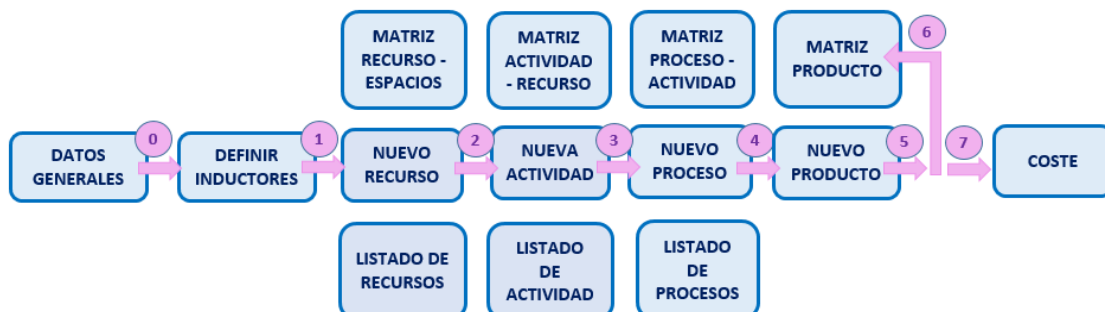 MATRIZ
RECURSO -
ESPACIOS
MATRIZ
ACTIVIDAD
- RECURSO
MATRIZ
PROCESO -
ACTIVIDAD
MATRIZ
PRODUCTO
6
DATOS
GENERALES
0
DEFINIR
INDUCTORES
1
NUEVO
RECURSO
2
NUEVA
ACTIVIDAD
3
NUEVO
PROCESO
4
NUEVO
PRODUCTO
5
7
COSTE
LISTADO DE
RECURSOS
LISTADO
DE
ACTIVIDAD
LISTADO
DE
PROCESOS